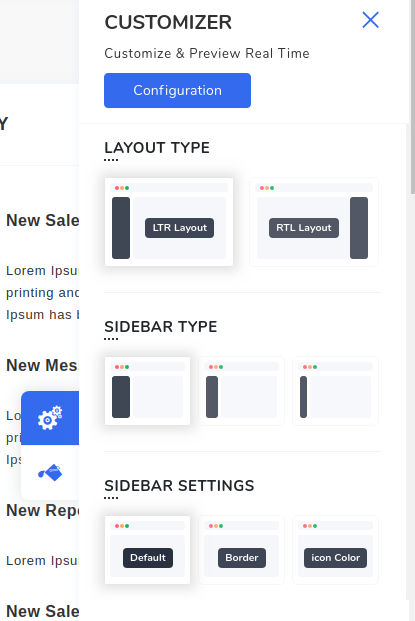 CUSTOMIZER
Customize & Preview Real Time
Configuration
LAYOUT TYPE
LTR Layout
RTL Layout
SIDEBAR TYPE
SIDEBAR SETTINGS
Default
Border
icon Color
Y
New Sale
Lorem Ipsu
printing and
Ipsum has b
New Mes
Lo
pri
Ips
New Repo
Lorem Ipsu
New Sale